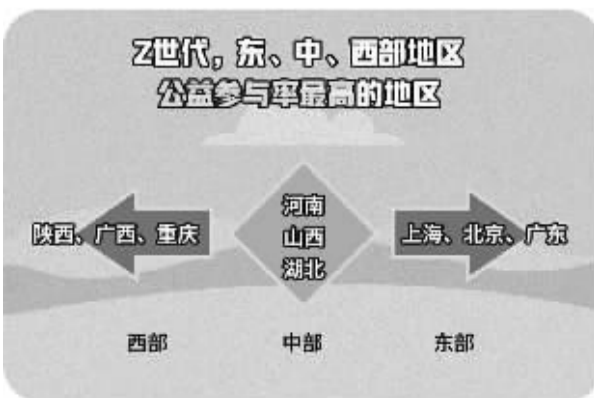 Z世代，东、中、西部地区
公益参与率最高的地区
陕西、广西、重庆
河南
山西
湖北
上海、北京、广东
西部
中部
东部